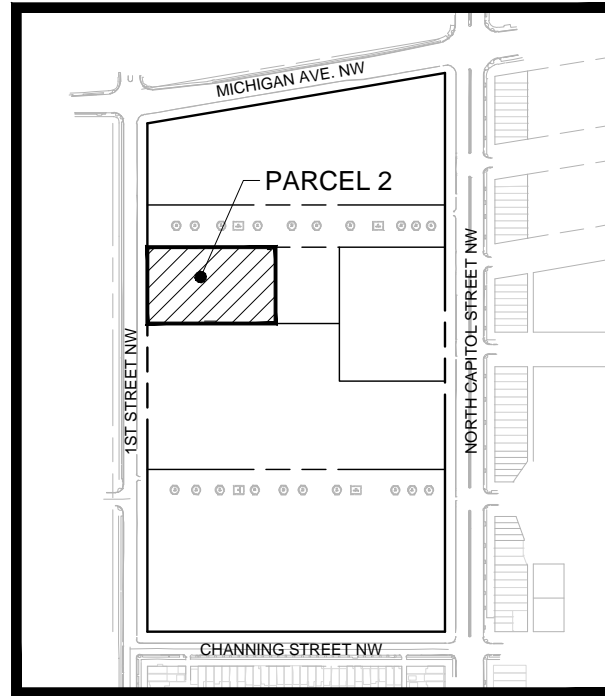 MICHIGAN AVE. NW
PARCEL 2
1ST STREET NW
NORTH CAPITOL STREET NW
CHANNING STREET NW